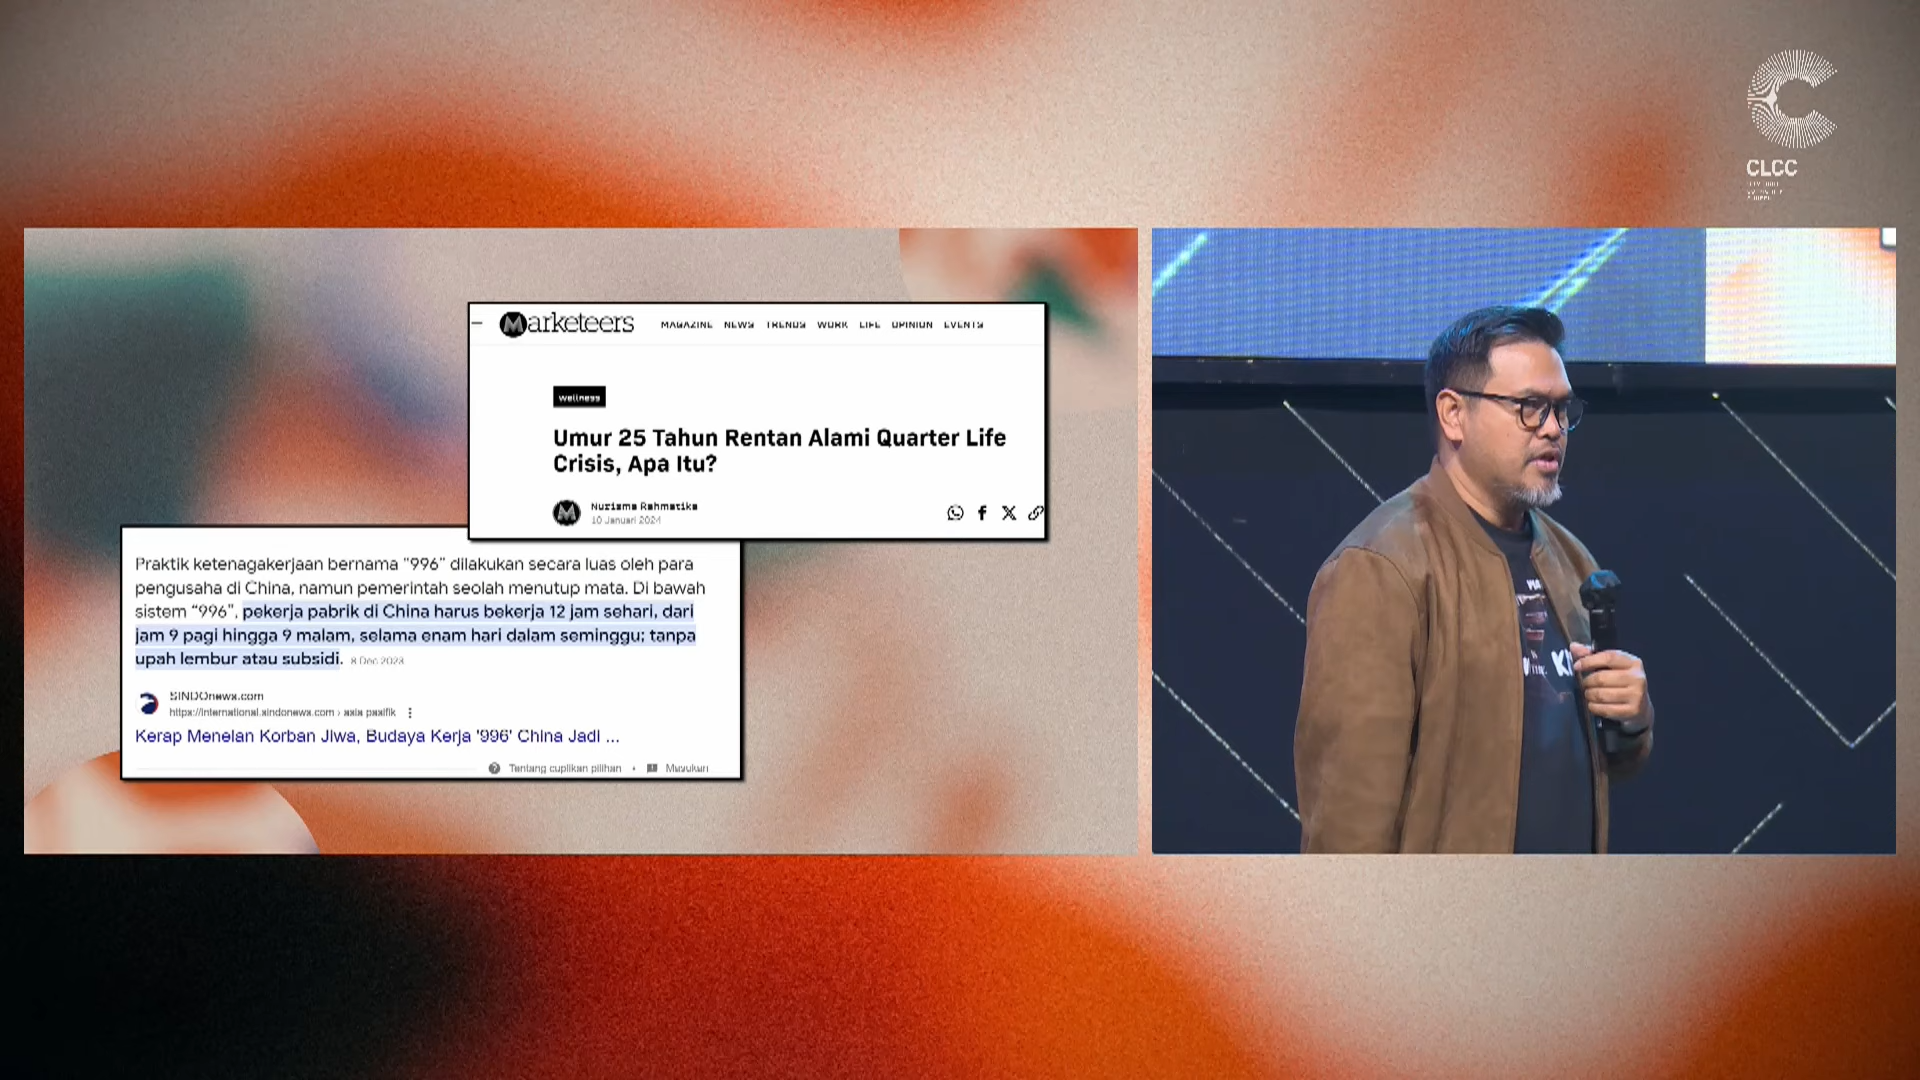 CLCC
Marketeers
MAGAZINE NEWS TRENDS WORK LIFE OPINION EVENTS
wellness
Umur 25 Tahun Rentan Alami Quarter Life
Crisis, Apa Itu?
Nurisma Rahmatika
10 Januari 2024
Praktik ketenagakerjaan bernama “996” dilakukan secara luas oleh para
pengusaha di China, namun pemerintah seolah menutup mata. Di bawah
sistem “996”, pekerja pabrik di China harus bekerja 12 jam sehari, dari
jam 9 pagi hingga 9 malam, selama enam hari dalam seminggu; tanpa
upah lembur atau subsidi. 8 Dec 2023
SINDOnews.com
https://international.sindonews.com › asia pasifik
Kerap Menelan Korban Jiwa, Budaya Kerja '996' China Jadi ...
Tentang cuplikan pilihan • Masukan